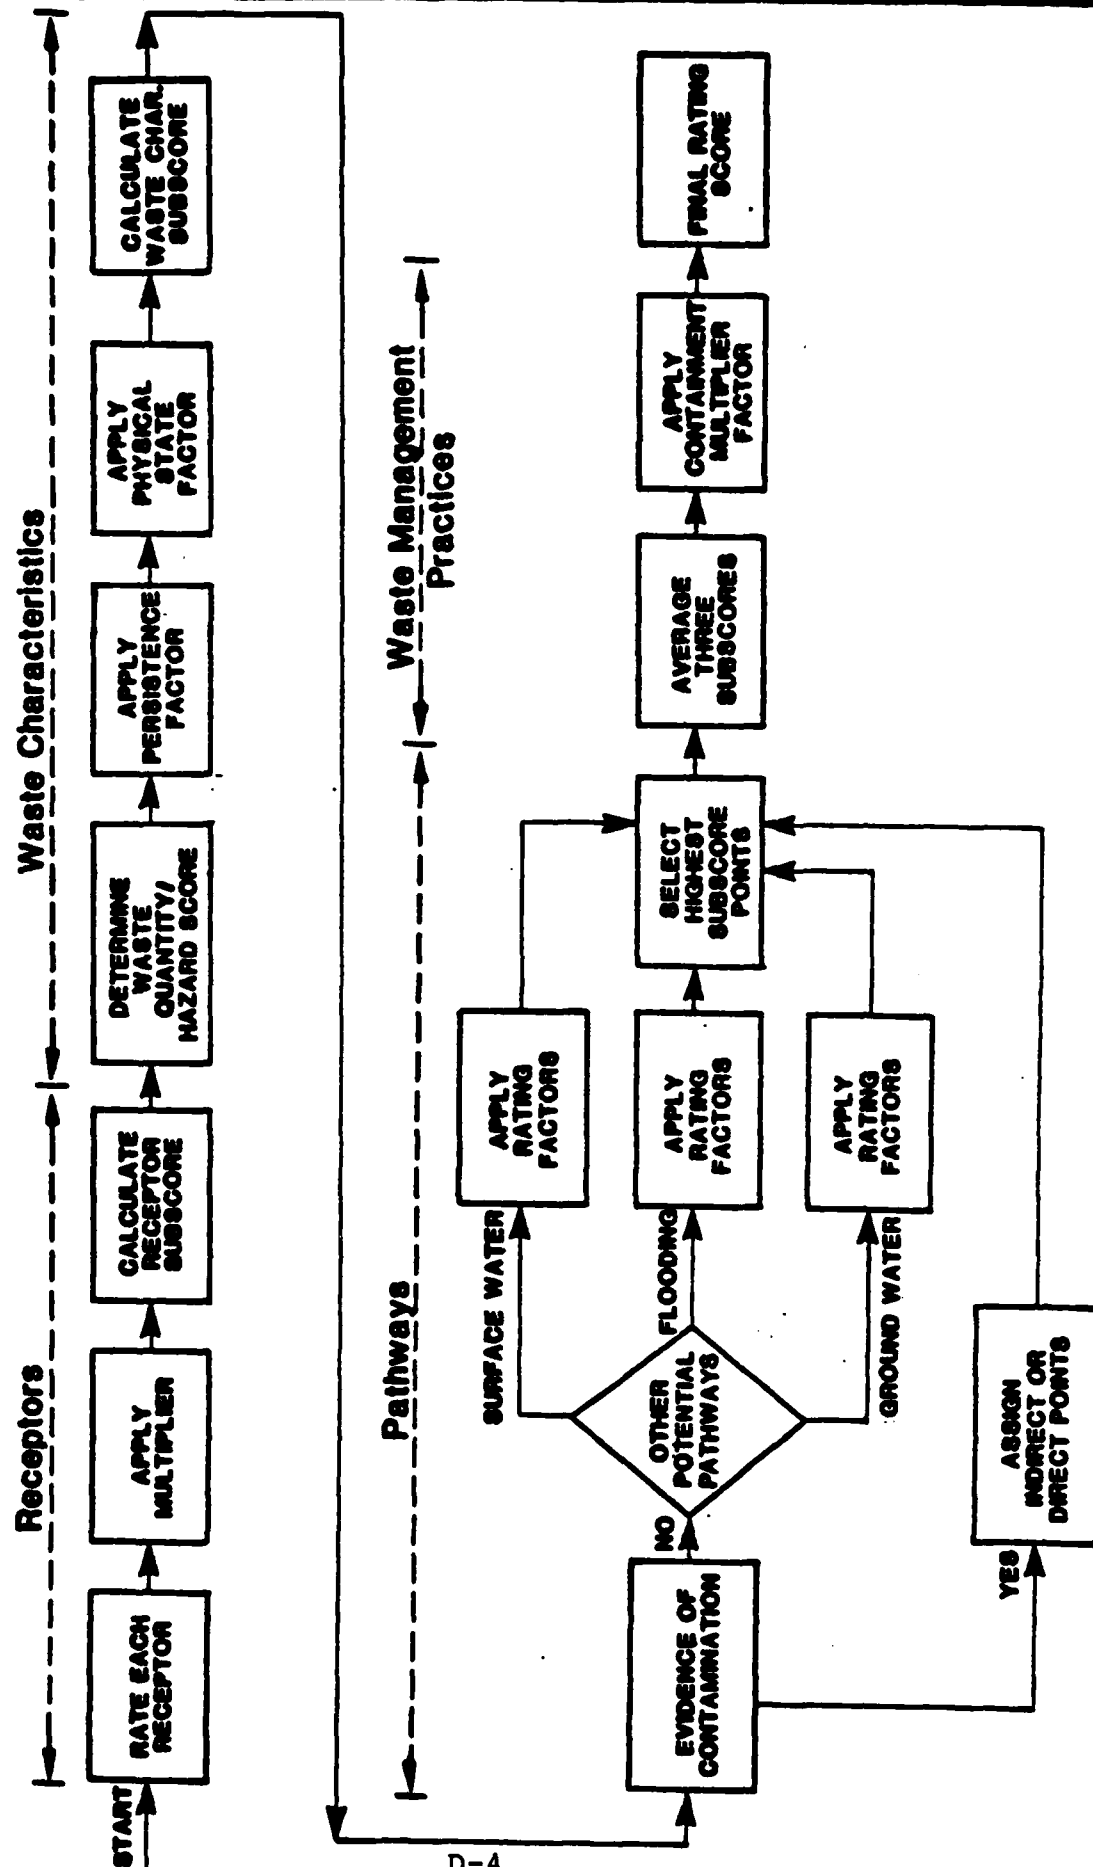 Receptors
Waste Characteristics
START
RATE EACH
RECEPTOR
APPLY
MULTIPLIER
CALCULATE
RECEPTOR
SUBSCORE
DETERMINE
WASTE
QUANTITY/
HAZARD SCORE
APPLY
PERSISTENCE
FACTOR
APPLY
PHYSICAL
STATE
FACTOR
CALCULATE
WASTE CHAR.
SUBSCORE
Pathways
Waste Management
Practices
EVIDENCE OF
CONTAMINATION
NO
YES
OTHER
POTENTIAL
PATHWAYS
SURFACE WATER
FLOODING
GROUND WATER
APPLY
RATING
FACTORS
APPLY
RATING
FACTORS
APPLY
RATING
FACTORS
ASSIGN
INDIRECT OR
DIRECT POINTS
SELECT
HIGHEST
SUBSCORE
POINTS
AVERAGE
THREE
SUBSCORES
APPLY
CONTAINMENT
MULTIPLIER
FACTOR
FINAL RATING
SCORE
D-4